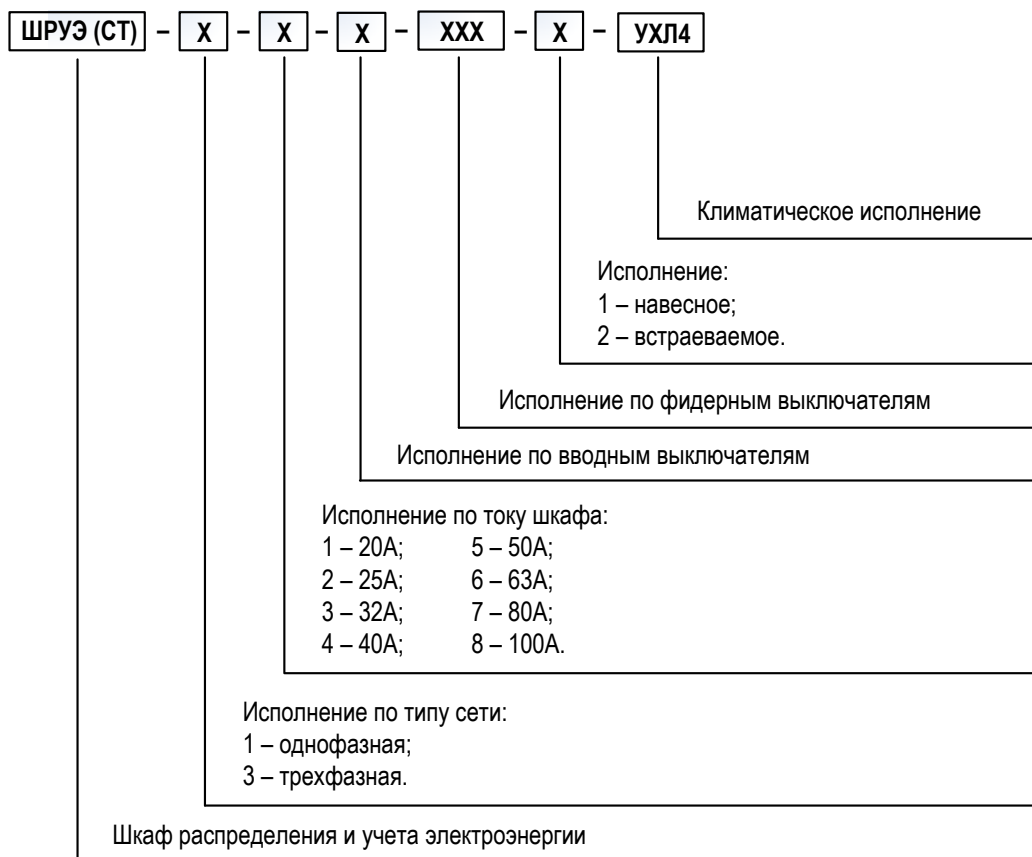 ШРУЭ (СТ) – Х – Х – Х – ХХХ – Х – УХЛ4
Климатическое исполнение
Исполнение:
1 – навесное;
2 – встраеваемое.
Исполнение по фидерным выключателям
Исполнение по вводным выключателям
Исполнение по току шкафа:
1 – 20А; 5 – 50А;
2 – 25А; 6 – 63А;
3 – 32А; 7 – 80А;
4 – 40А; 8 – 100А.
Исполнение по типу сети:
1 – однофазная;
3 – трехфазная.
Шкаф распределения и учета электроэнергии